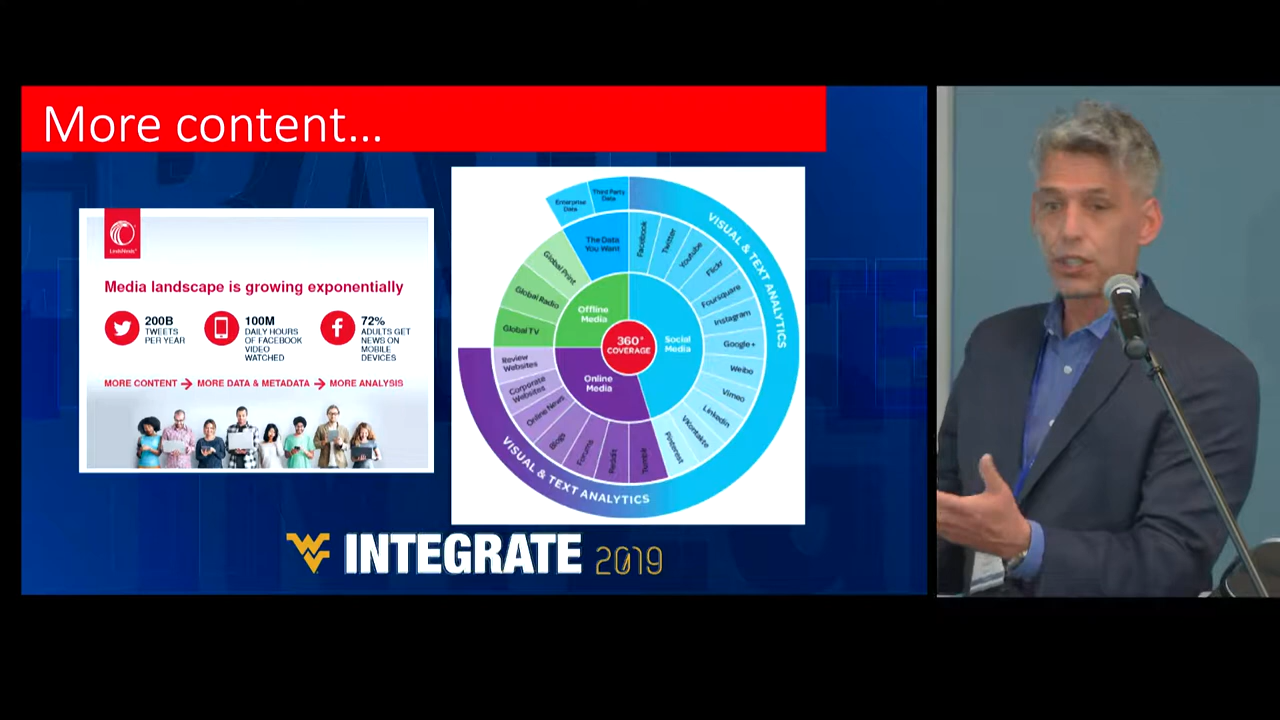 More content...
LexisNexis®
Media landscape is growing exponentially
200B
TWEETS
PER YEAR
100M
DAILY HOURS
OF FACEBOOK
VIDEO
WATCHED
72%
ADULTS GET
NEWS ON
MOBILE
DEVICES
MORE CONTENT → MORE DATA & METADATA → MORE ANALYSIS
Enterprise
Data
Third Party
Data
VISUAL & TEXT ANALYTICS
The Data
You Want
Facebook
Twitter
Youtube
Flickr
Foursquare
Instagram
Google+
Weibo
Vimeo
Linkedin
VKontakte
Pinterest
Global Print
Global Radio
Global TV
Offline
Media
360°
COVERAGE
Social
Media
Online
Media
Review
Websites
Corporate
Websites
Online News
Blogs
Forums
Reddit
Tumblr
VISUAL & TEXT ANALYTICS
WV INTEGRATE 2019